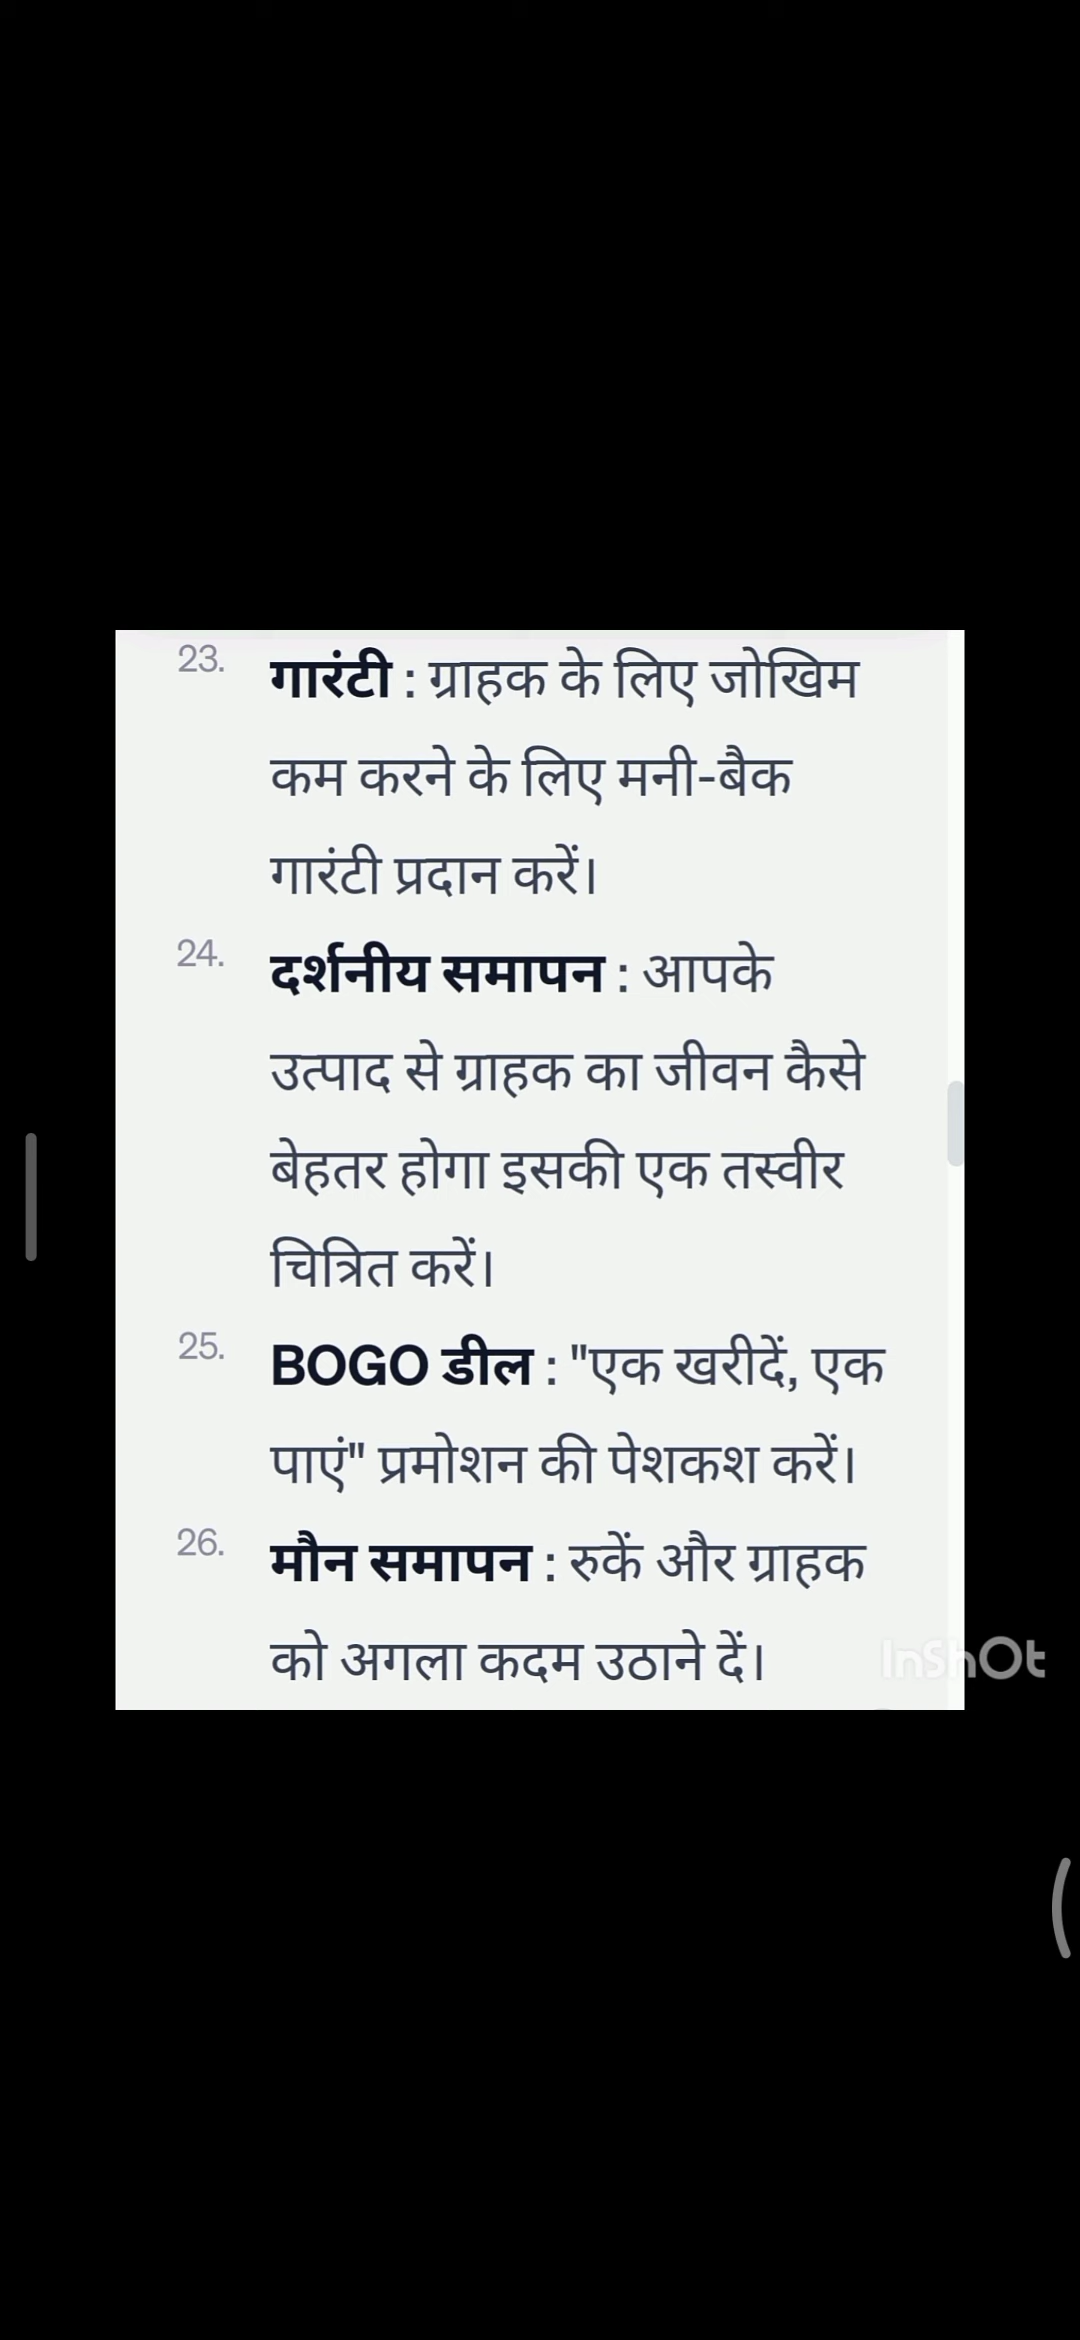 23. गारंटी : ग्राहक के लिए जोखिम
कम करने के लिए मनी-बैक
गारंटी प्रदान करें।
24. दर्शनीय समापन : आपके
उत्पाद से ग्राहक का जीवन कैसे
बेहतर होगा इसकी एक तस्वीर
चित्रित करें।
25. BOGO डील : "एक खरीदें, एक
पाएं" प्रमोशन की पेशकश करें।
26. मौन समापन : रुकें और ग्राहक
को अगला कदम उठाने दें।
InShOt